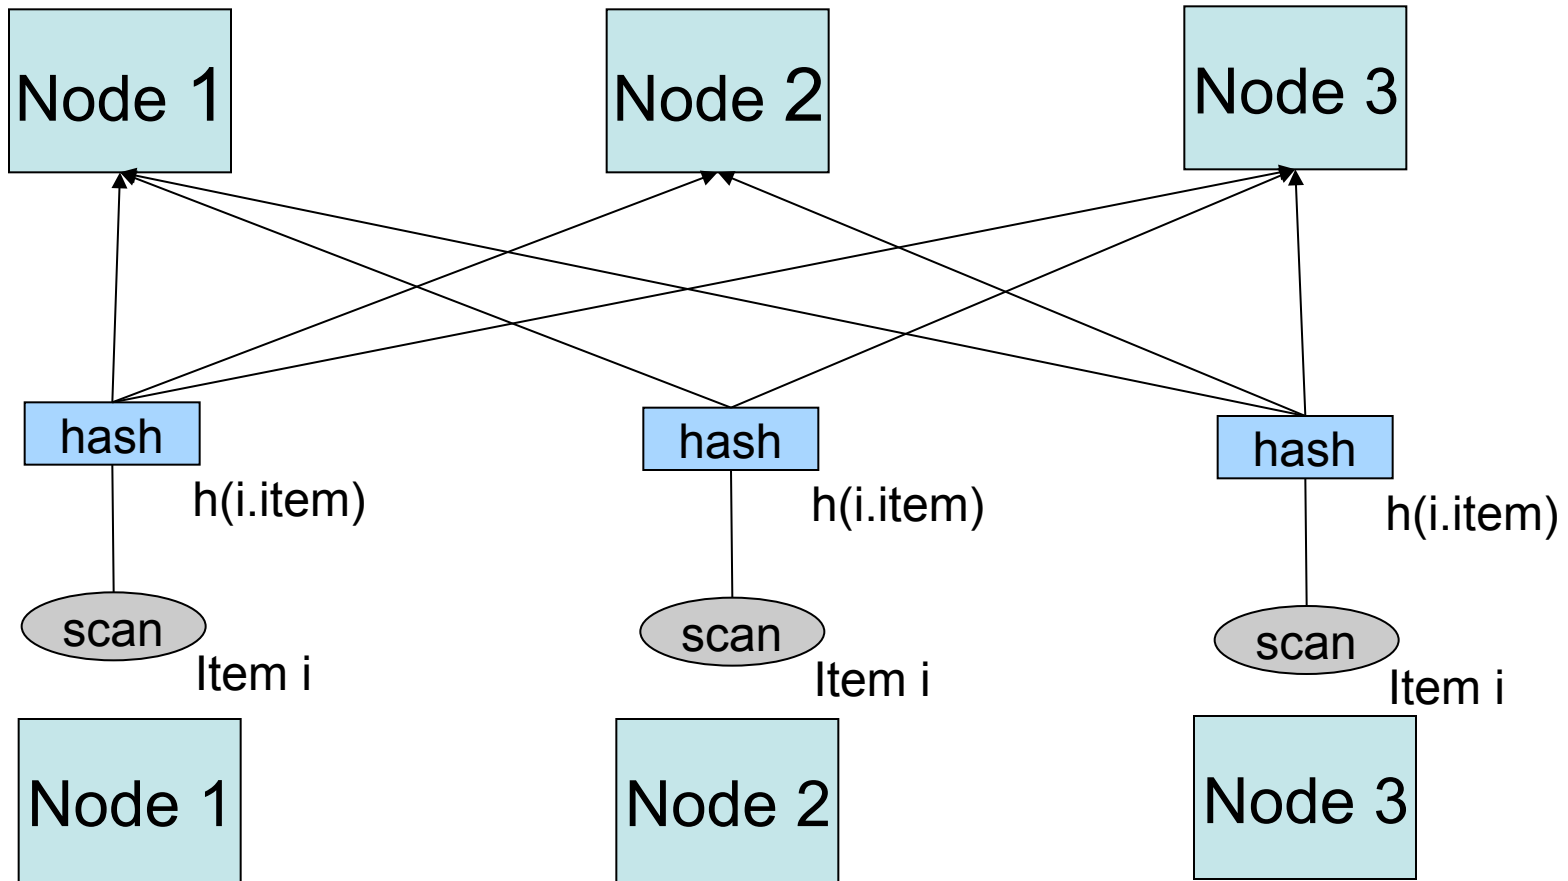 Node 1
Node 2
Node 3
hash
hash
hash
h(i.item)
h(i.item)
h(i.item)
scan
scan
scan
Item i
Item i
Item i
Node 1
Node 2
Node 3